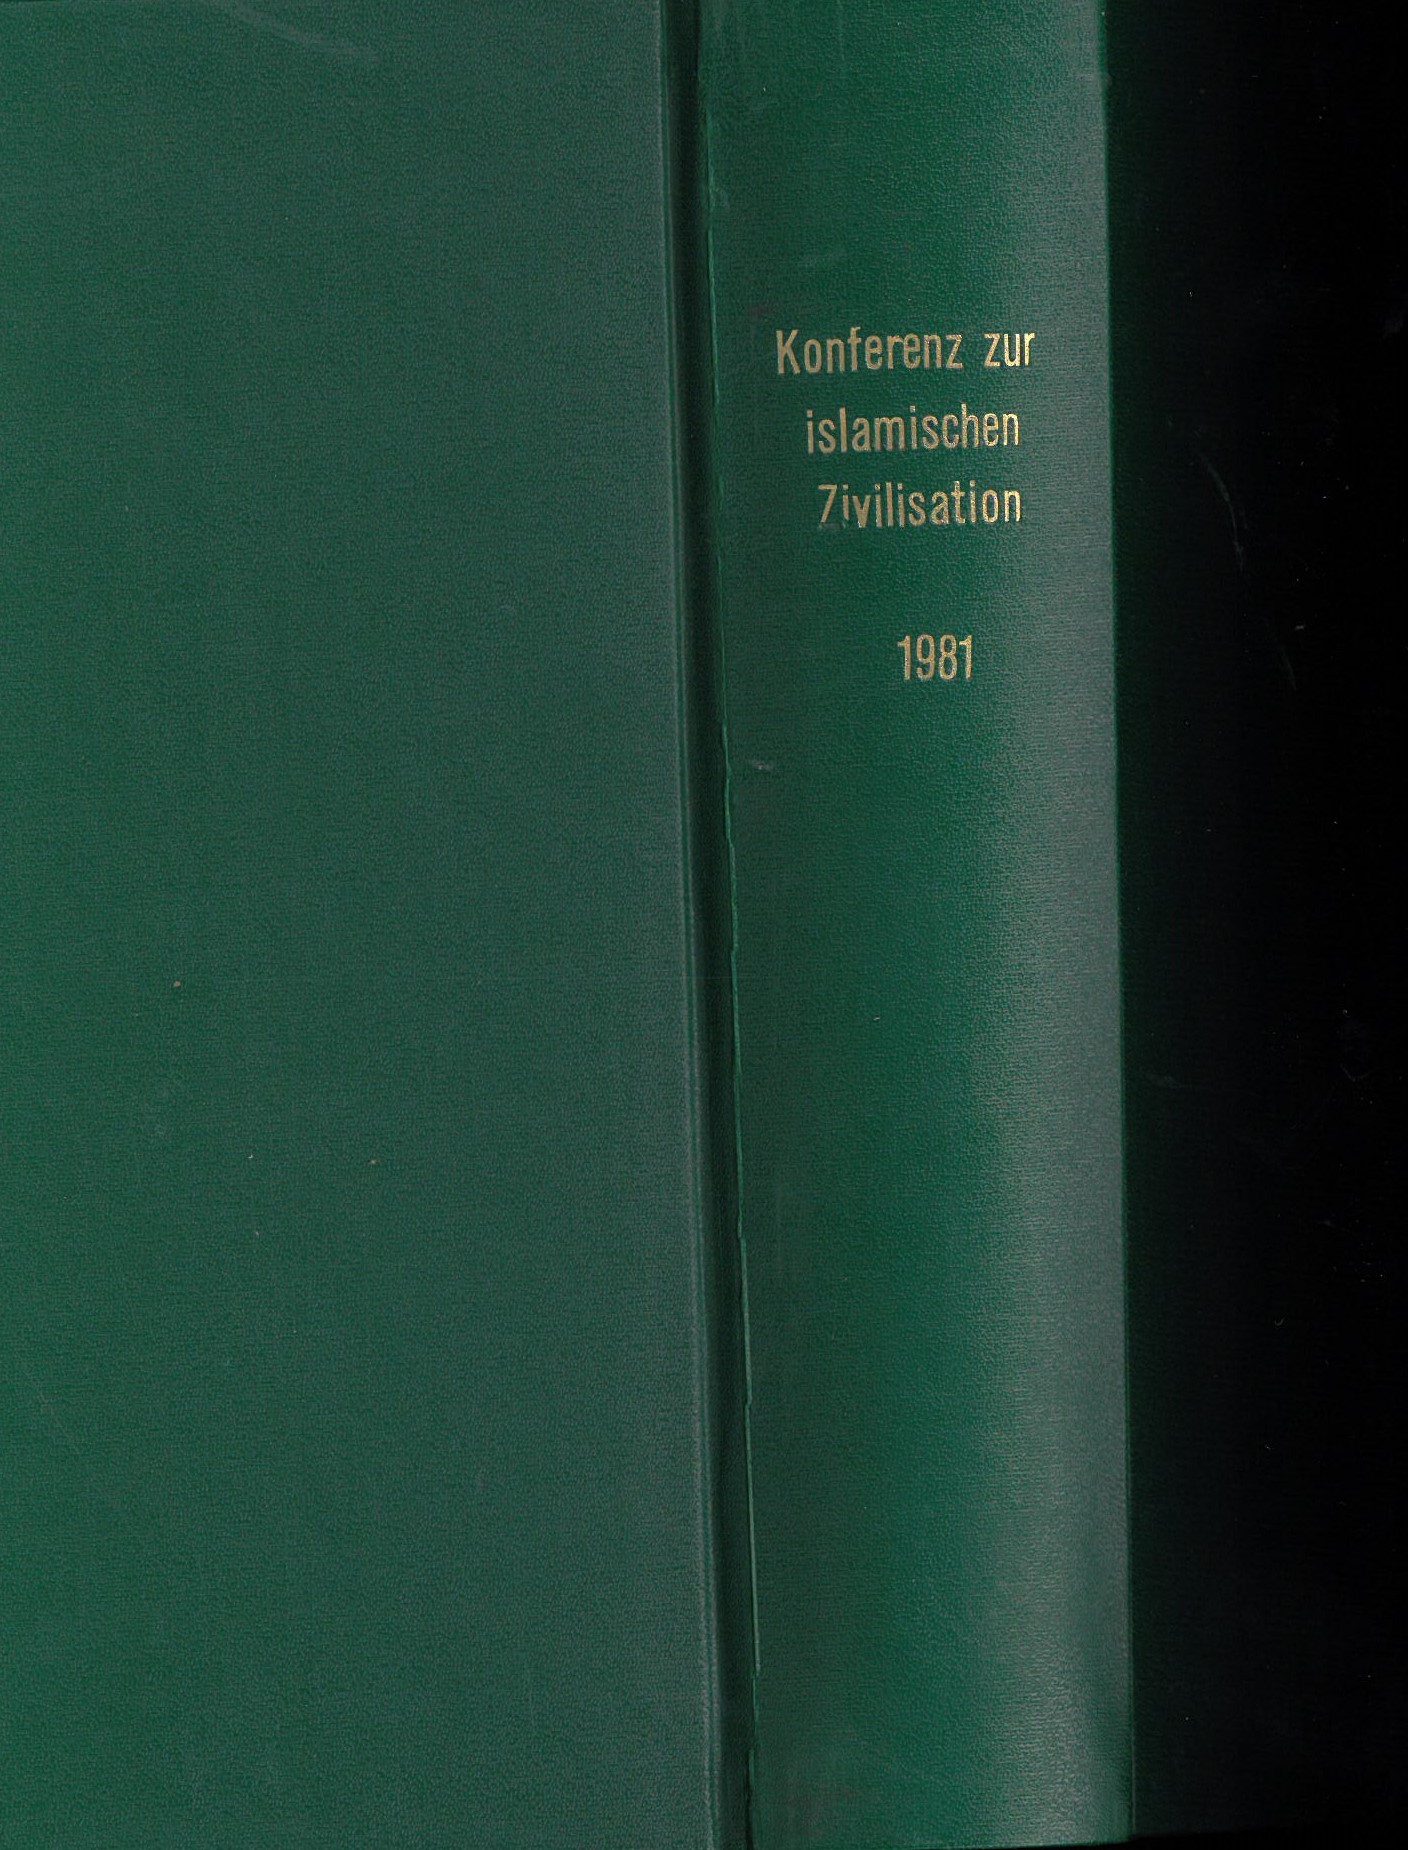 Konferenz zur
islamischen
Zivilisation
1981